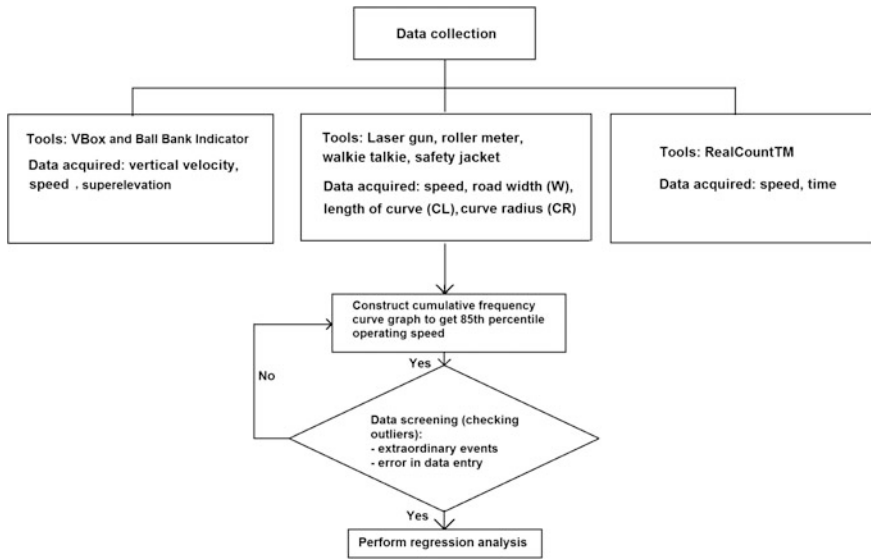 Data collection
Tools: VBox and Ball Bank Indicator
Data acquired: vertical velocity,
speed , superelevation
Tools: Laser gun, roller meter,
walkie talkie, safety jacket
Data acquired: speed, road width (W),
length of curve (CL), curve radius (CR)
Tools: RealCountTM
Data acquired: speed, time
Construct cumulative frequency
curve graph to get 85th percentile
operating speed
Yes
No
Data screening (checking
outliers):
- extraordinary events
- error in data entry
Yes
Perform regression analysis